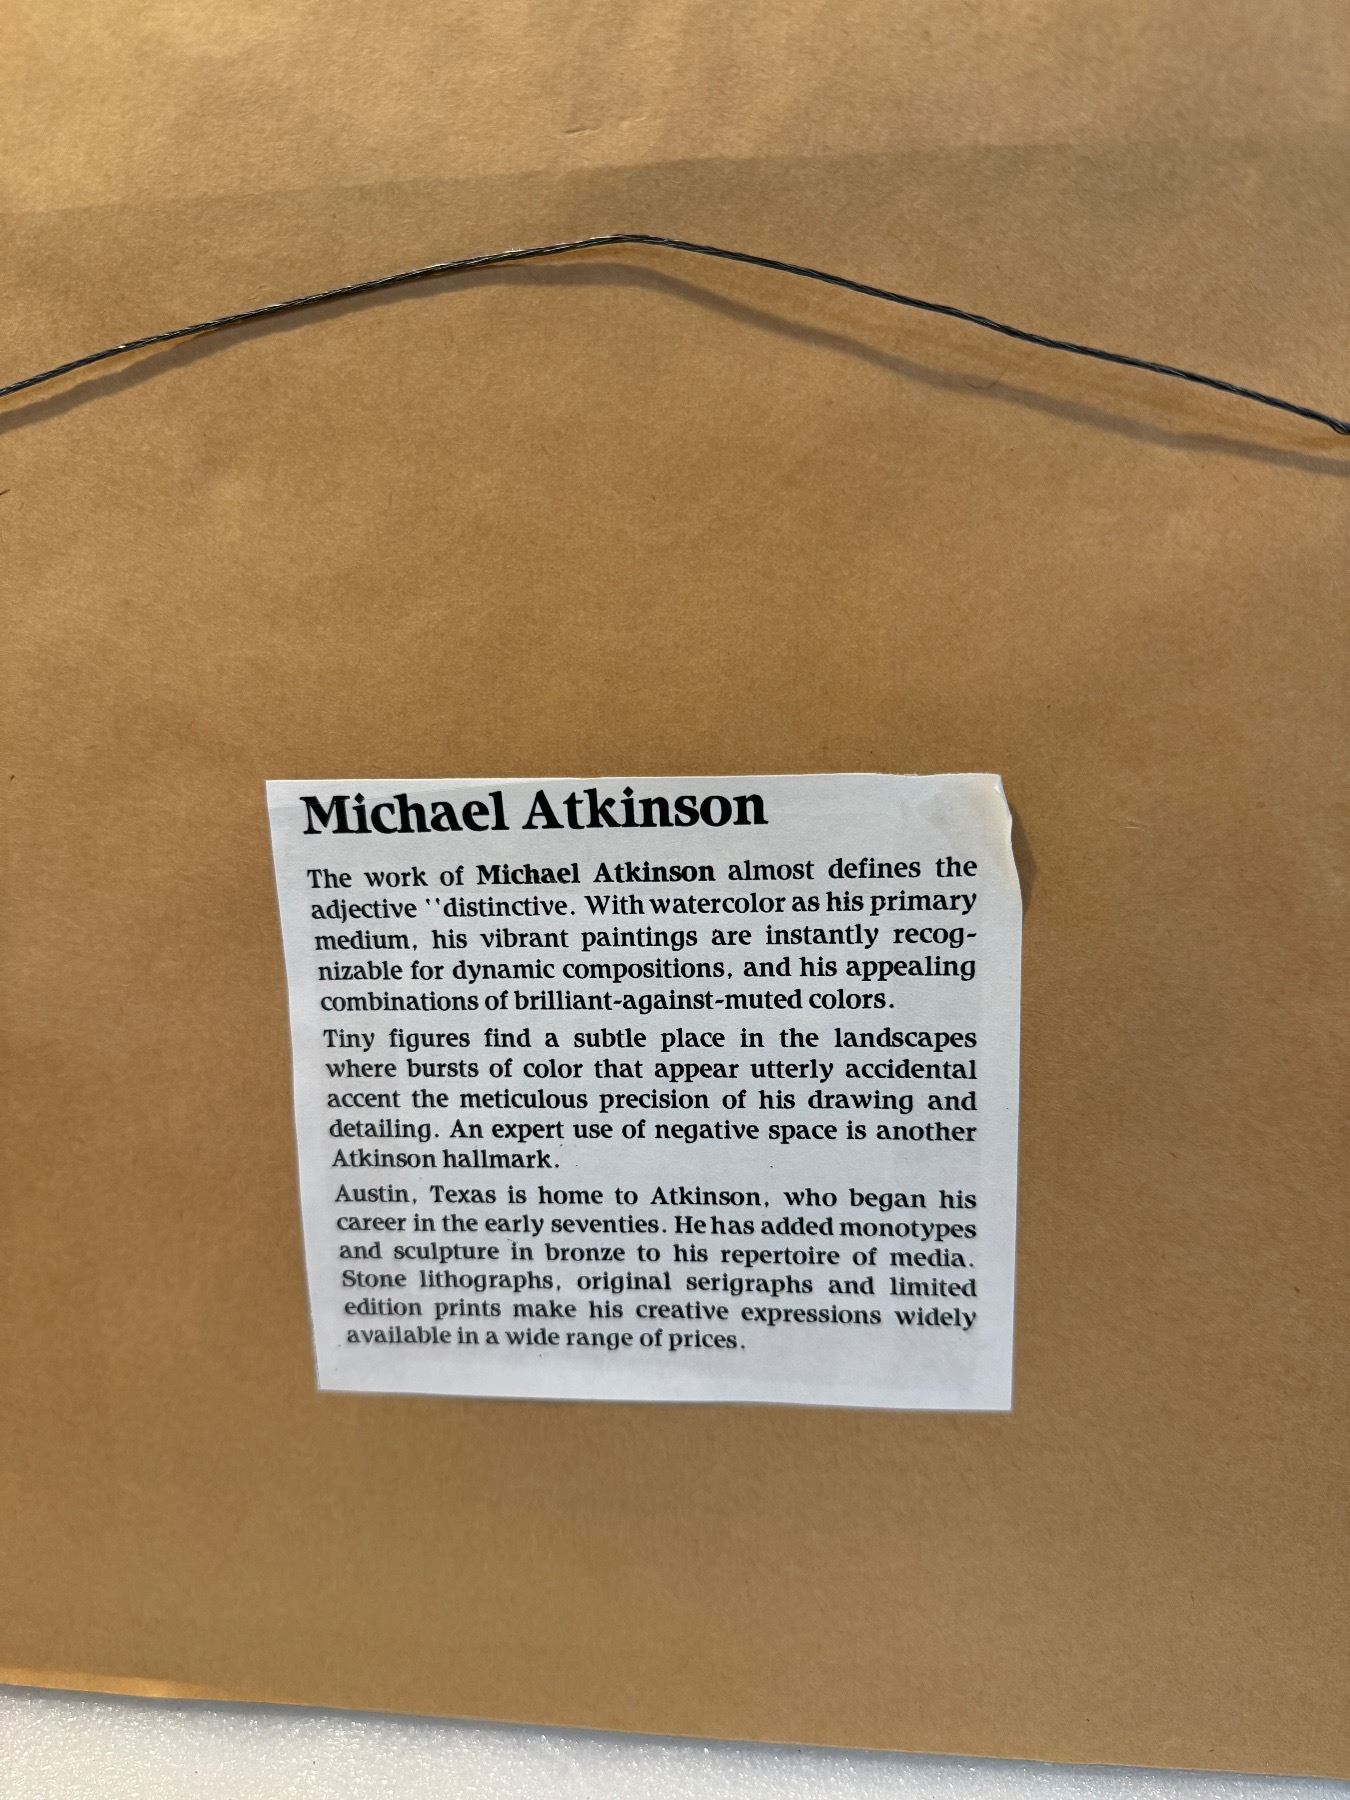 Michael Atkinson
The work of Michael Atkinson almost defines the
adjective ''distinctive. With watercolor as his primary
medium, his vibrant paintings are instantly recog-
nizable for dynamic compositions, and his appealing
combinations of brilliant-against-muted colors.
Tiny figures find a subtle place in the landscapes
where bursts of color that appear utterly accidental
accent the meticulous precision of his drawing and
detailing. An expert use of negative space is another
Atkinson hallmark.
Austin, Texas is home to Atkinson, who began his
career in the early seventies. He has added monotypes
and sculpture in bronze to his repertoire of media.
Stone lithographs, original serigraphs and limited
edition prints make his creative expressions widely
available in a wide range of prices.